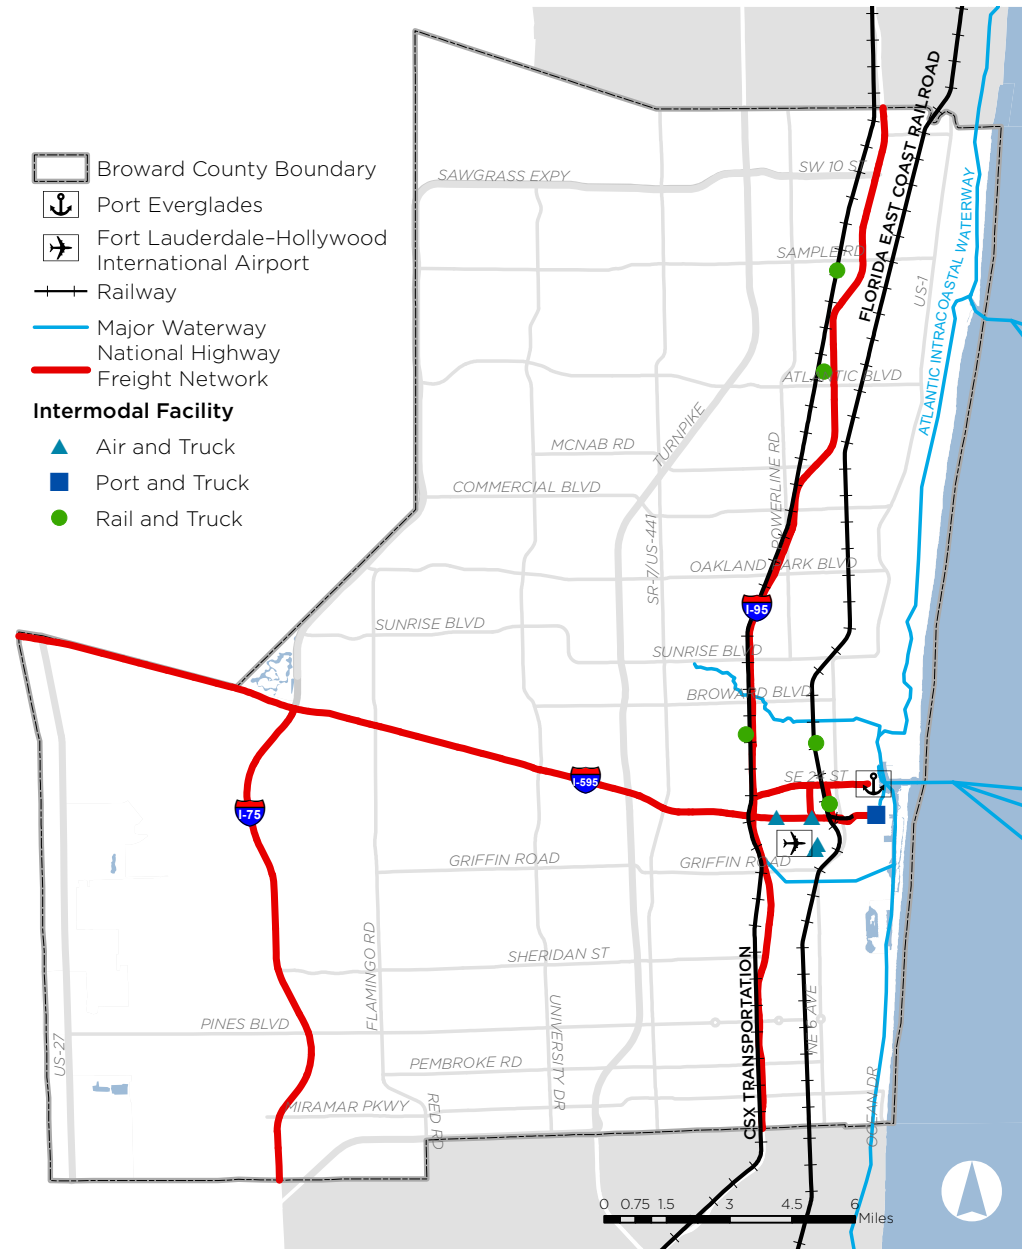 Broward County Boundary
Port Everglades
Fort Lauderdale–Hollywood
International Airport
Railway
Major Waterway
National Highway
Freight Network
Intermodal Facility
Air and Truck
Port and Truck
Rail and Truck
FLORIDA EAST COAST RAILROAD
SAWGRASS EXPY
SW 10 ST
SAMPLE RD
US-1
ATLANTIC INTRACOASTAL WATERWAY
ATLANTIC BLVD
TURNPIKE
MCNAB RD
POWERLINE RD
COMMERCIAL BLVD
SR-7/US-441
OAKLAND PARK BLVD
I-95
SUNRISE BLVD
SUNRISE BLVD
BROWARD BLVD
I-595
SE 24 ST
I-75
GRIFFIN ROAD
GRIFFIN ROAD
FLAMINGO RD
SHERIDAN ST
CSX TRANSPORTATION
UNIVERSITY DR
NE 6 AVE
PINES BLVD
US-27
PEMBROKE RD
MIRAMAR PKWY
RED RD
OCEAN DR
0 0.75 1.5 3 4.5 6
Miles